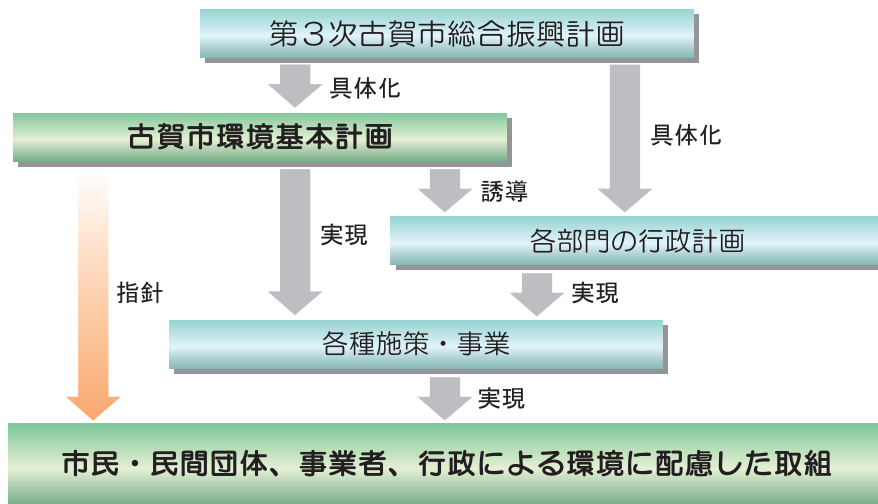 第３次古賀市総合振興計画
具体化
古賀市環境基本計画
具体化
誘導
各部門の行政計画
実現
指針
実現
各種施策・事業
実現
市民・民間団体、事業者、行政による環境に配慮した取組